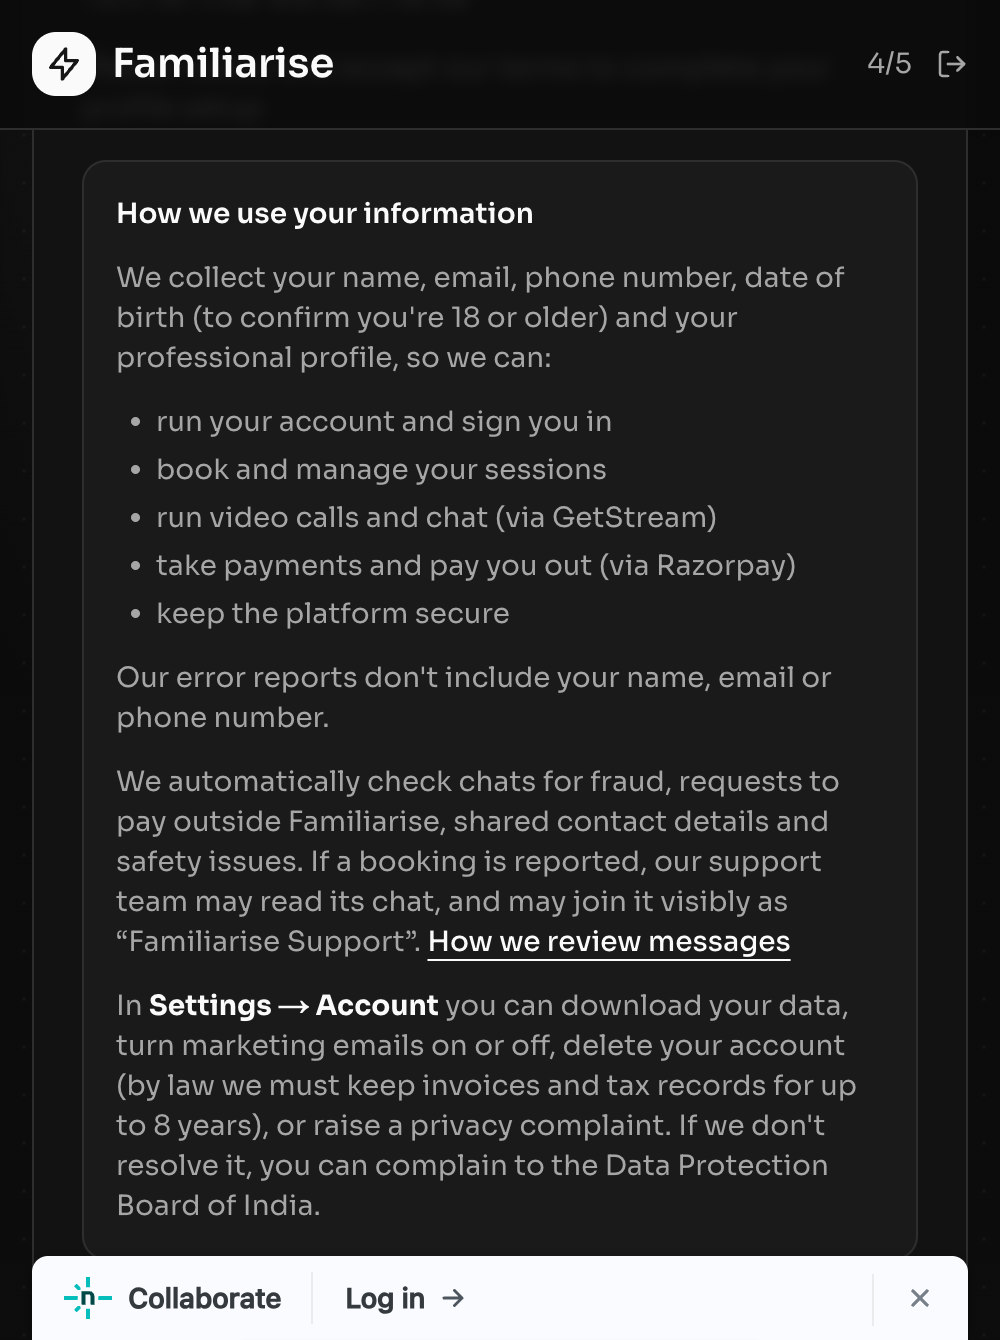 Familiarise
4/5
How we use your information
We collect your name, email, phone number, date of
birth (to confirm you're 18 or older) and your
professional profile, so we can:
• run your account and sign you in
• book and manage your sessions
• run video calls and chat (via GetStream)
• take payments and pay you out (via Razorpay)
• keep the platform secure
Our error reports don't include your name, email or
phone number.
We automatically check chats for fraud, requests to
pay outside Familiarise, shared contact details and
safety issues. If a booking is reported, our support
team may read its chat, and may join it visibly as
“Familiarise Support”. How we review messages
In Settings → Account you can download your data,
turn marketing emails on or off, delete your account
(by law we must keep invoices and tax records for up
to 8 years), or raise a privacy complaint. If we don't
resolve it, you can complain to the Data Protection
Board of India.
n Collaborate
Log in →